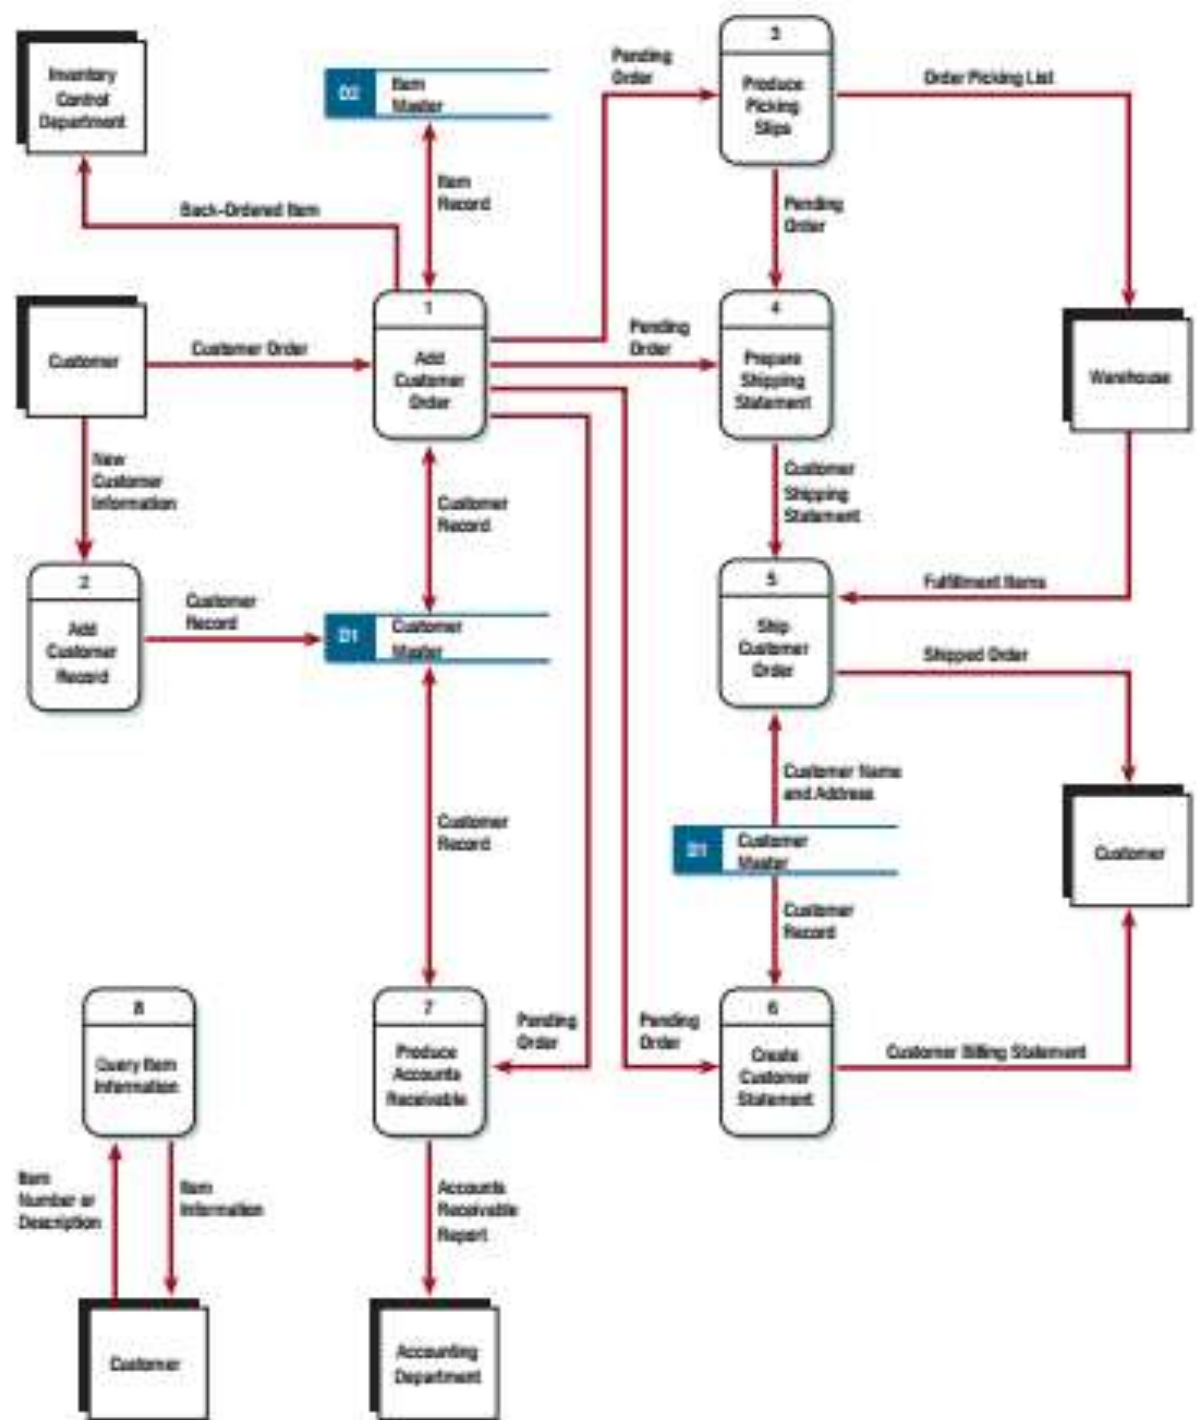 Inventory
Control
Department
D2
Item
Master
Pending
Order
3
Produce
Picking
Slips
Order Picking List
Back-Ordered Item
Item
Record
Pending
Order
Customer
Customer Order
1
Add
Customer
Order
Pending
Order
4
Prepare
Shipping
Statement
Warehouse
New
Customer
Information
Customer
Record
Customer
Shipping
Statement
2
Add
Customer
Record
Customer
Record
D1
Customer
Master
5
Ship
Customer
Order
Fulfillment Items
Shipped Order
Customer
Record
Customer Name
and Address
D1
Customer
Master
Customer
Customer
Record
8
Query Item
Information
7
Produce
Accounts
Receivable
Pending
Order
Pending
Order
6
Create
Customer
Statement
Customer Billing Statement
Item
Number or
Description
Item
Information
Accounts
Receivable
Report
Customer
Accounting
Department